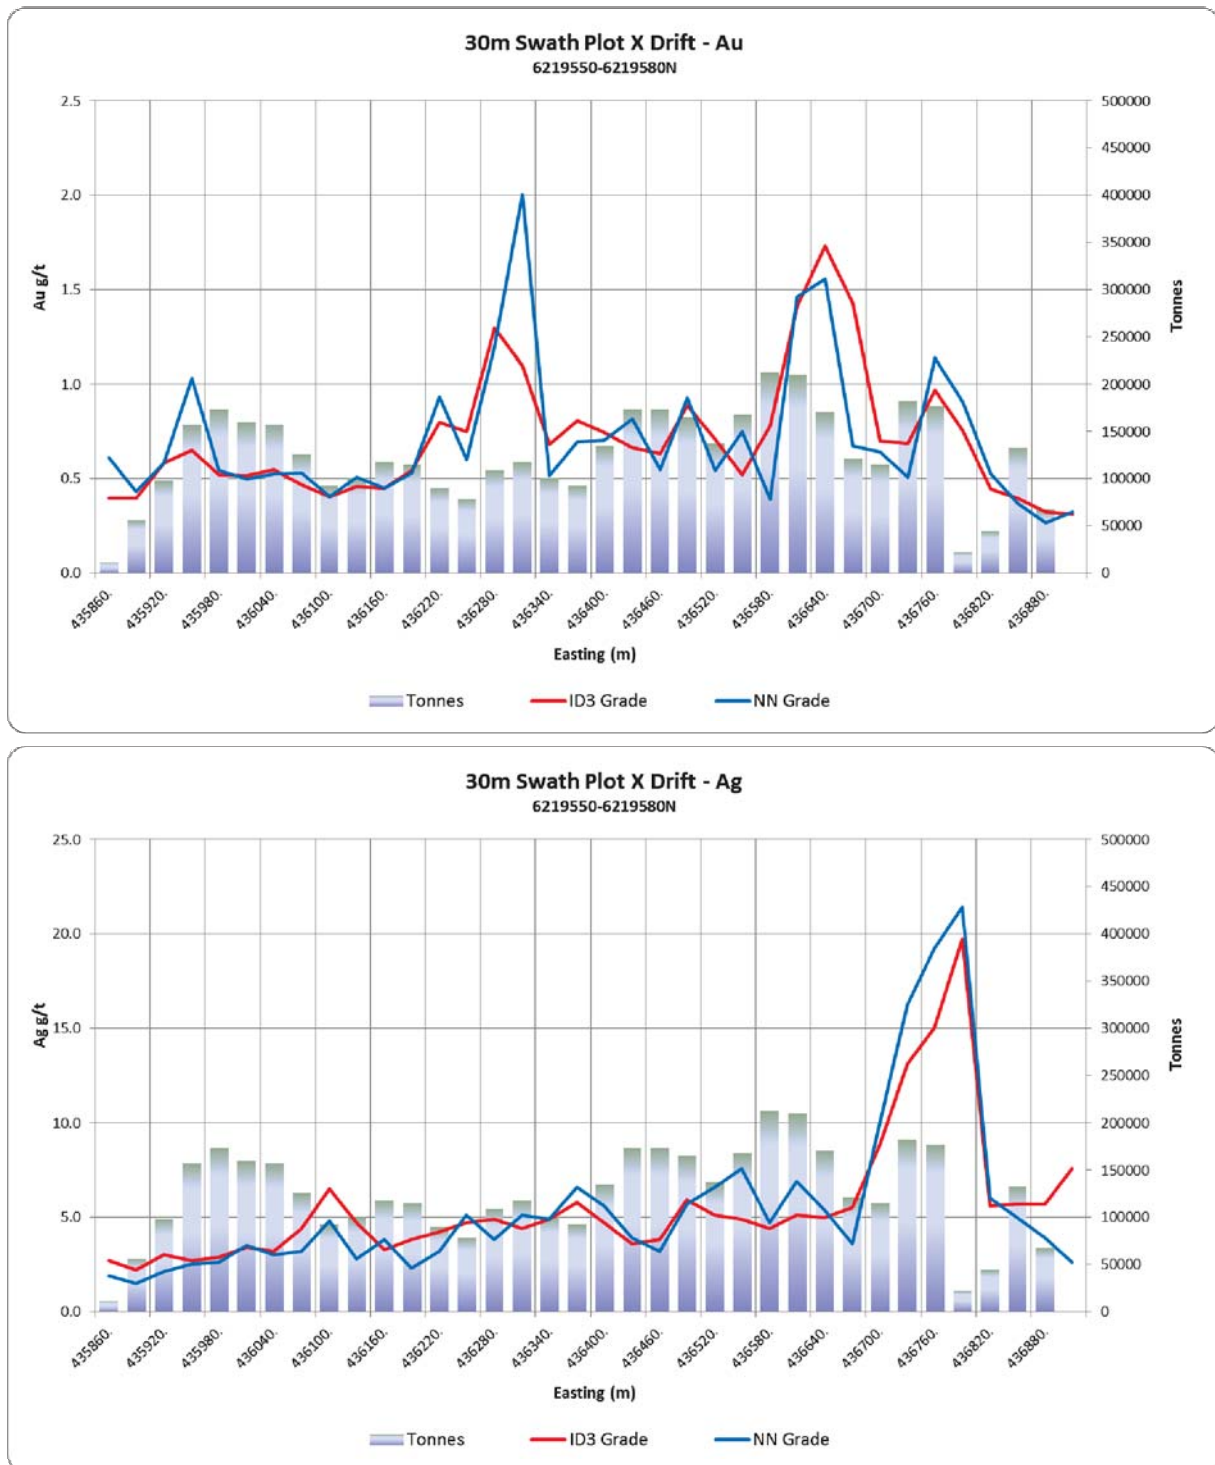 30m Swath Plot X Drift - Au
6219550-6219580N
2.5
2.0
1.5
1.0
0.5
0.0
Au g/t
500000
450000
400000
350000
300000
250000
200000
150000
100000
50000
0
Tonnes
435860. 435920. 435980. 436040. 436100. 436160. 436220. 436280. 436340. 436400. 436460. 436520. 436580. 436640. 436700. 436760. 436820. 436880.
Easting (m)
Tonnes ID3 Grade NN Grade
30m Swath Plot X Drift - Ag
6219550-6219580N
25.0
20.0
15.0
10.0
5.0
0.0
Ag g/t
500000
450000
400000
350000
300000
250000
200000
150000
100000
50000
0
Tonnes
435860. 435920. 435980. 436040. 436100. 436160. 436220. 436280. 436340. 436400. 436460. 436520. 436580. 436640. 436700. 436760. 436820. 436880.
Easting (m)
Tonnes ID3 Grade NN Grade